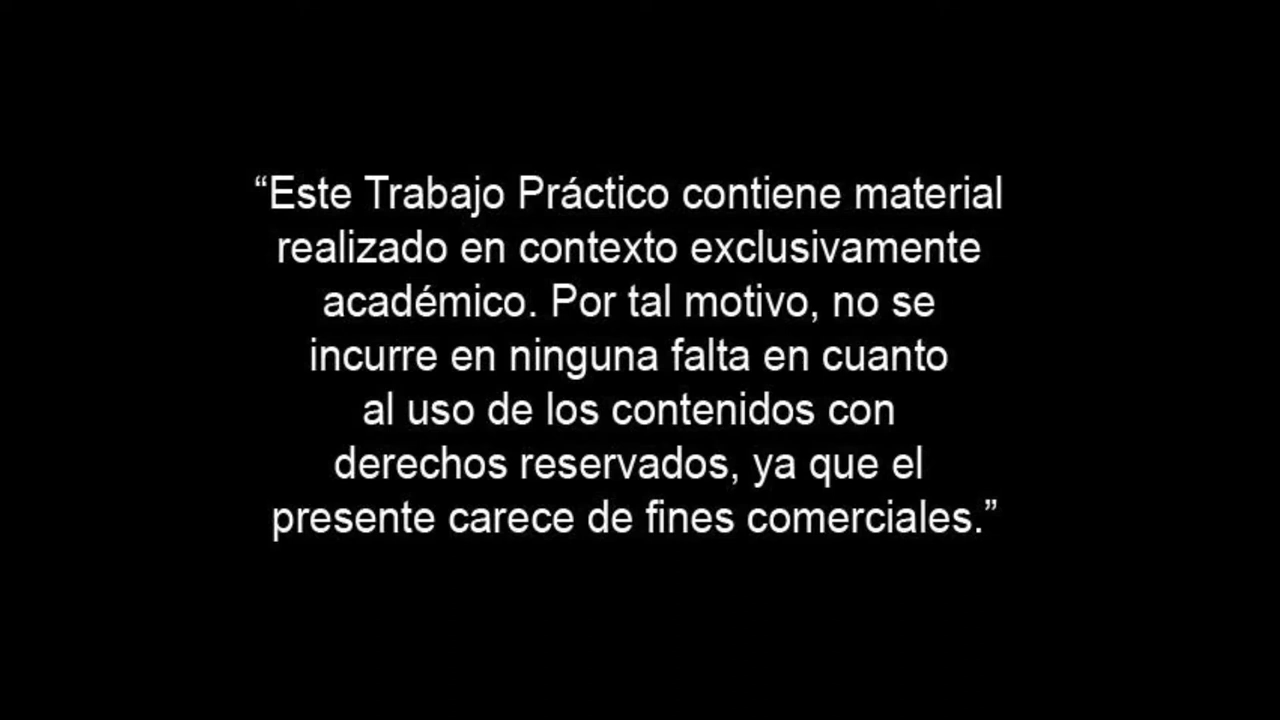 “Este Trabajo Práctico contiene material
realizado en contexto exclusivamente
académico. Por tal motivo, no se
incurre en ninguna falta en cuanto
al uso de los contenidos con
derechos reservados, ya que el
presente carece de fines comerciales.”